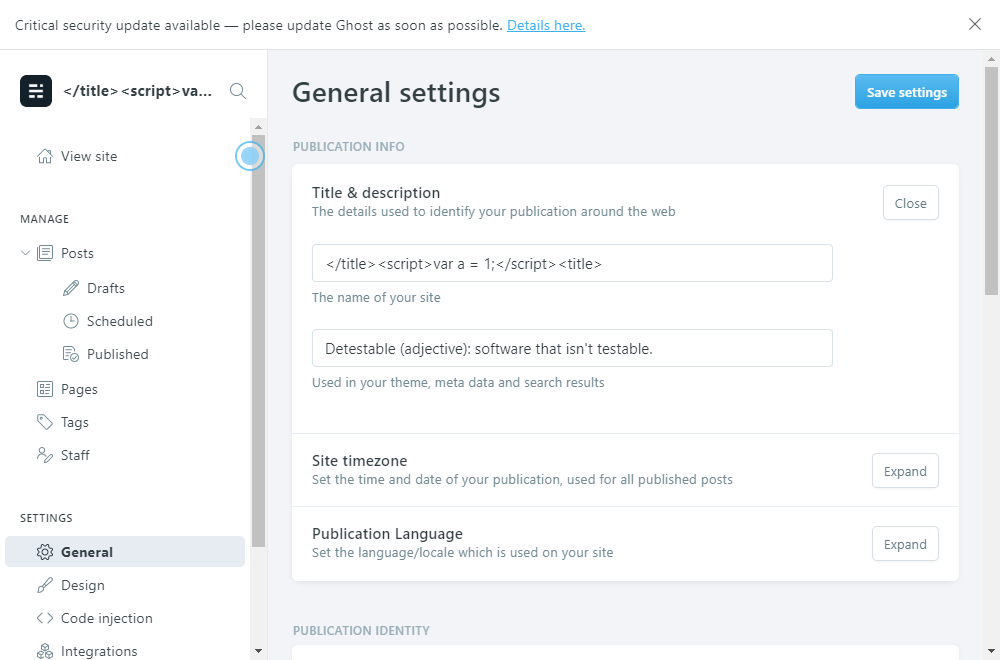 Critical security update available — please update Ghost as soon as possible. Details here.
</title><script>va...
View site
MANAGE
Posts
Drafts
Scheduled
Published
Pages
Tags
Staff
SETTINGS
General
Design
Code injection
Integrations
General settings
Save settings
PUBLICATION INFO
Title & description
The details used to identify your publication around the web
Close
</title><script>var a = 1;</script><title>
The name of your site
Detestable (adjective): software that isn't testable.
Used in your theme, meta data and search results
Site timezone
Set the time and date of your publication, used for all published posts
Expand
Publication Language
Set the language/locale which is used on your site
Expand
PUBLICATION IDENTITY